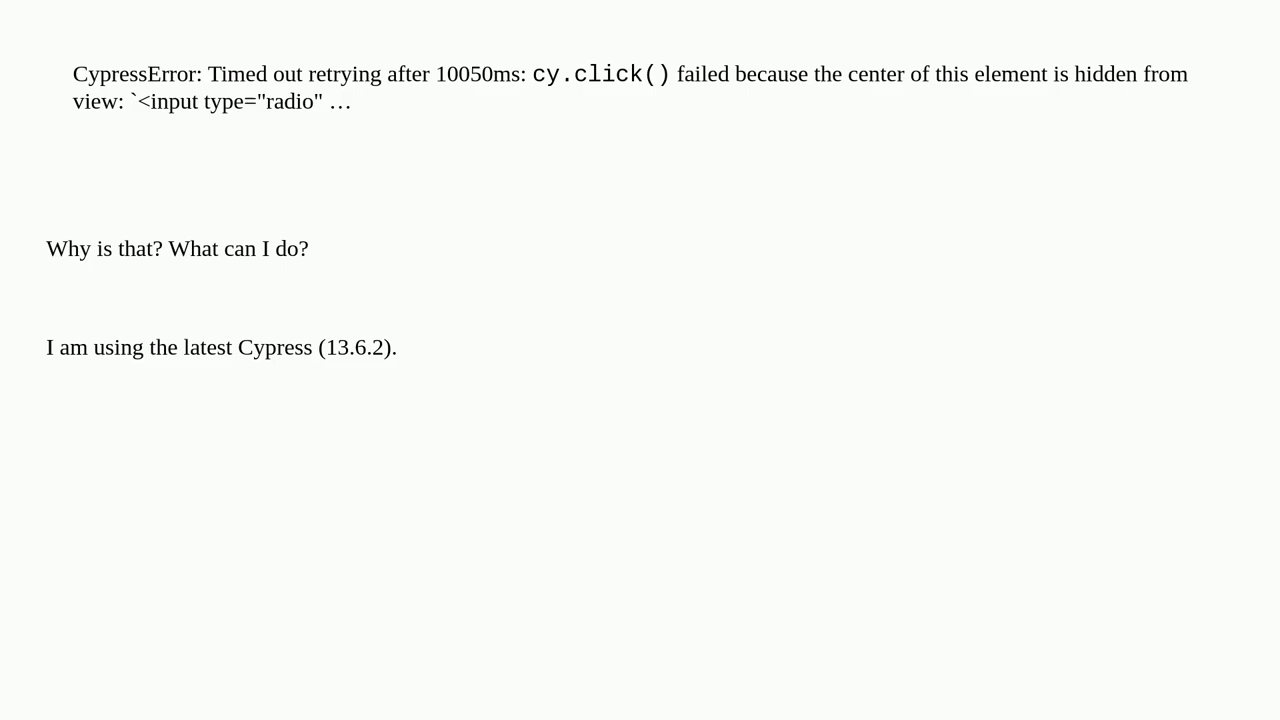 CypressError: Timed out retrying after 10050ms: cy.click() failed because the center of this element is hidden from
view: `<input type="radio" …
Why is that? What can I do?
I am using the latest Cypress (13.6.2).